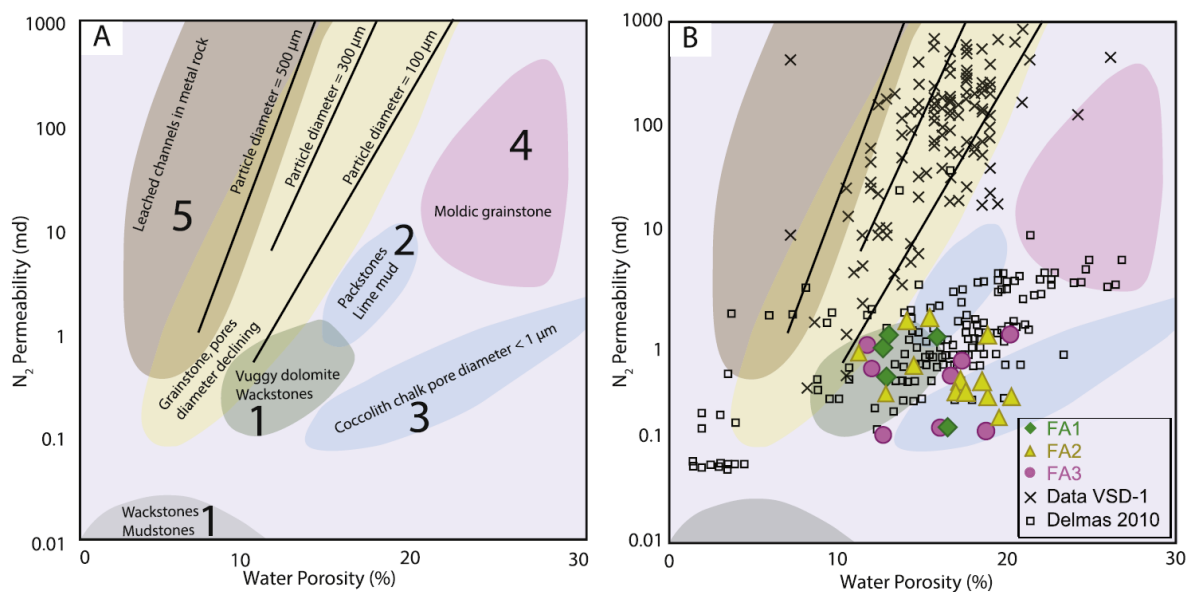 A
1000
100
10
1
0.1
0.01
N2 Permeability (md)
0
10
20
30
Water Porosity (%)
Leached channels in metal rock
5
Particle diameter = 500 µm
Particle diameter = 300 µm
Particle diameter = 100 µm
4
Moldic grainstone
2
Packstones
Lime mud
Grainstone, pores
diameter declining
Vuggy dolomite
Wackstones
1
Coccolith chalk pore diameter < 1 µm
3
Wackstones
Mudstones
1
B
1000
100
10
1
0.1
0.01
N2 Permeability (md)
0
10
20
30
Water Porosity (%)
FA1
FA2
FA3
Data VSD-1
Delmas 2010